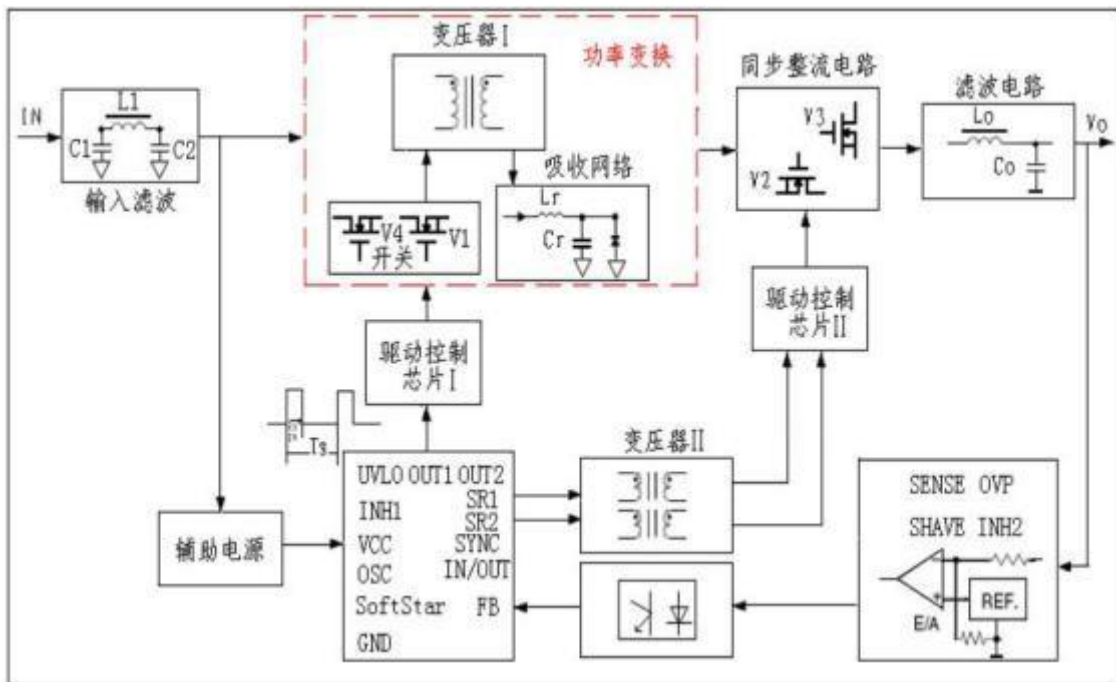 变压器I
功率变换
同步整流电路
滤波电路
IN
L1
C1
C2
输入滤波
V3
V2
Lo
Co
Vo
吸收网络
Lr
Cr
V4
V1
开关
驱动控制
芯片I
驱动控制
芯片II
Ts
变压器II
UVLO OUT1 OUT2
SR1
INH1
SR2
VCC
SYNC
OSC
IN/OUT
SoftStar
FB
GND
辅助电源
SENSE OVP
SHAVE INH2
REF.
E/A